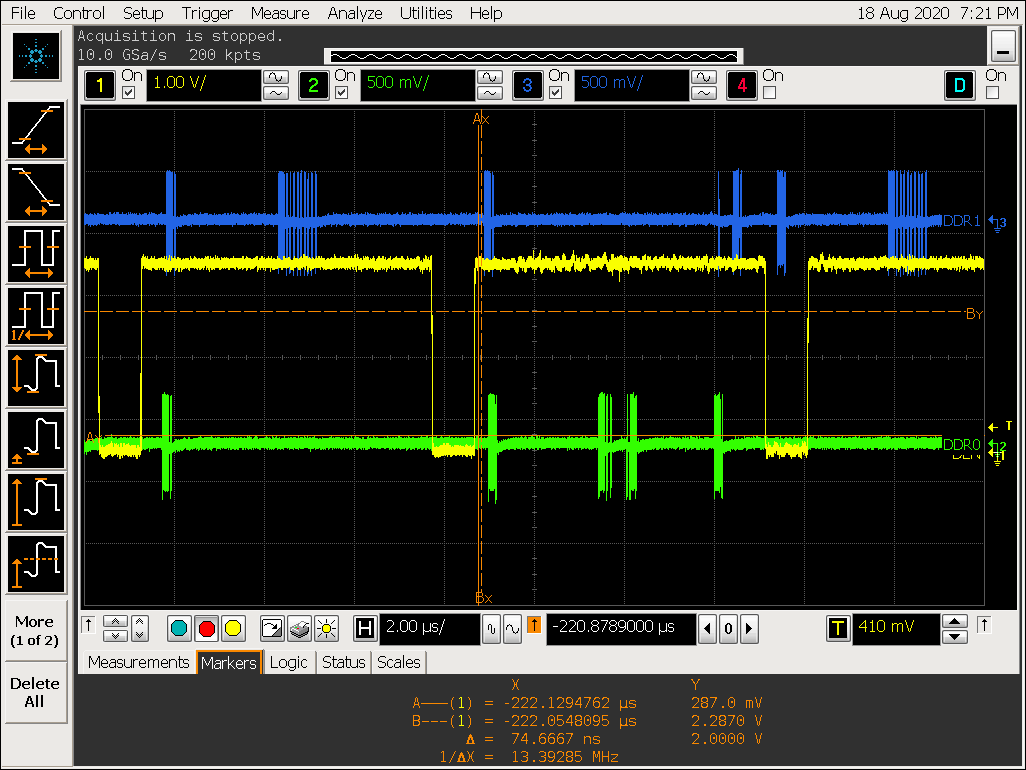 File Control Setup Trigger Measure Analyze Utilities Help 18 Aug 2020 7:21 PM
Acquisition is stopped.
10.0 GSa/s 200 kpts
1 On 1.00 V/ 2 On 500 mV/ 3 On 500 mV/ 4 On D On
Ax
DDR1 3
By
T
Ay
DDR0 2
1
1/
Bx
More
(1 of 2)
H 2.00 µs/ -220.8789000 µs 0 T 410 mV
Measurements Markers Logic Status Scales
Delete
All
X Y
A——(1) = -222.1294762 µs 287.0 mV
B---(1) = -222.0548095 µs 2.2870 V
Δ = 74.6667 ns 2.0000 V
1/ΔX = 13.39285 MHz